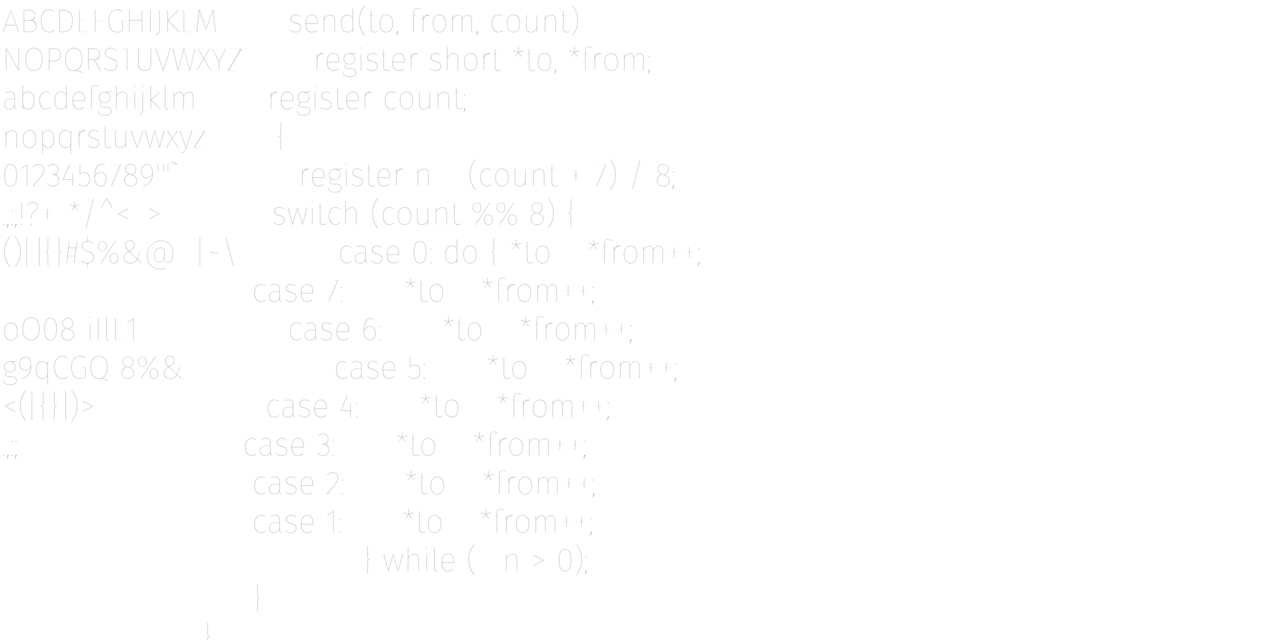 ABCDEFGHIJKLM send(to, from, count)
NOPQRSTUVWXYZ register short *to, *from;
abcdefghijklm register count;
nopqrstuvwxyz {
0123456789'"` register n (count + 7) / 8;
.,:;!?+ */^< > switch (count %% 8) {
()[]{}#$%&@ |~\ case 0: do { *to *from++;
case 7: *to *from++;
oO08 iIlL1 case 6: *to *from++;
g9qCGQ 8%& case 5: *to *from++;
<([{}])> case 4: *to *from++;
.,:; case 3: *to *from++;
case 2: *to *from++;
case 1: *to *from++;
} while ( n > 0);
}
}